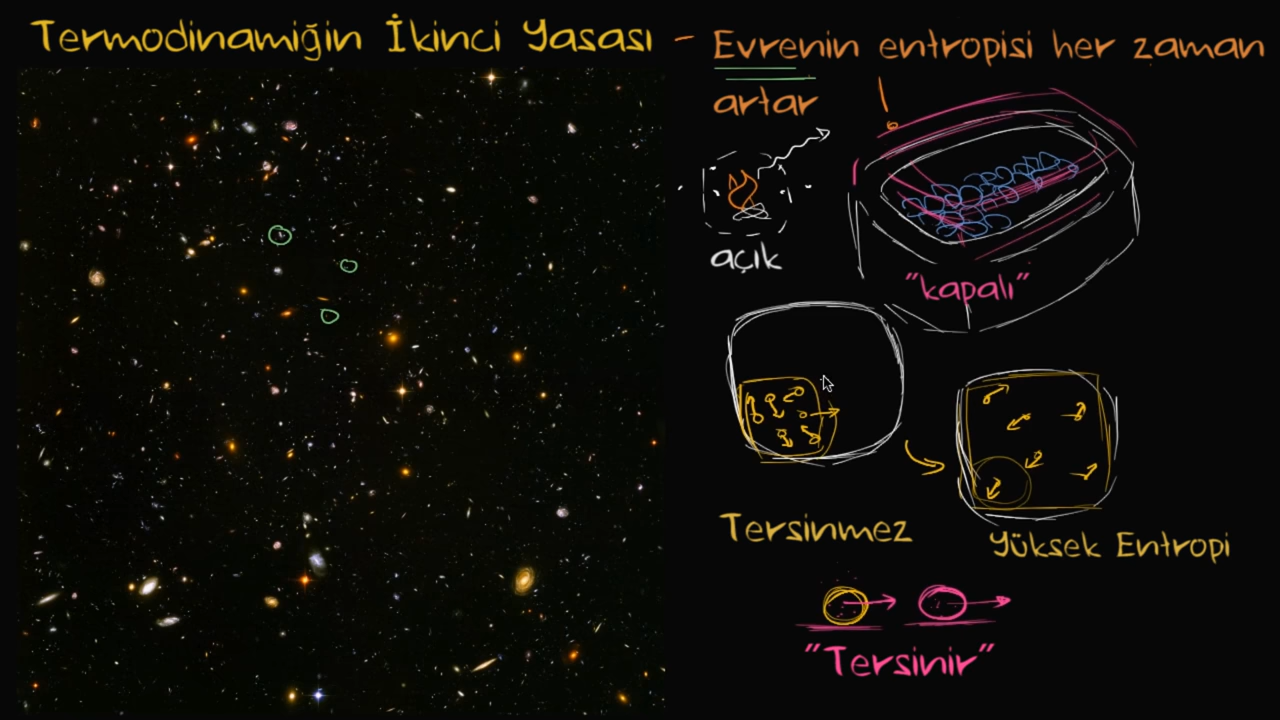 Termodinamiğin İkinci Yasası - Evrenin entropisi her zaman
artar
açık
"kapalı"
Tersinmez
Yüksek Entropi
"Tersinir"